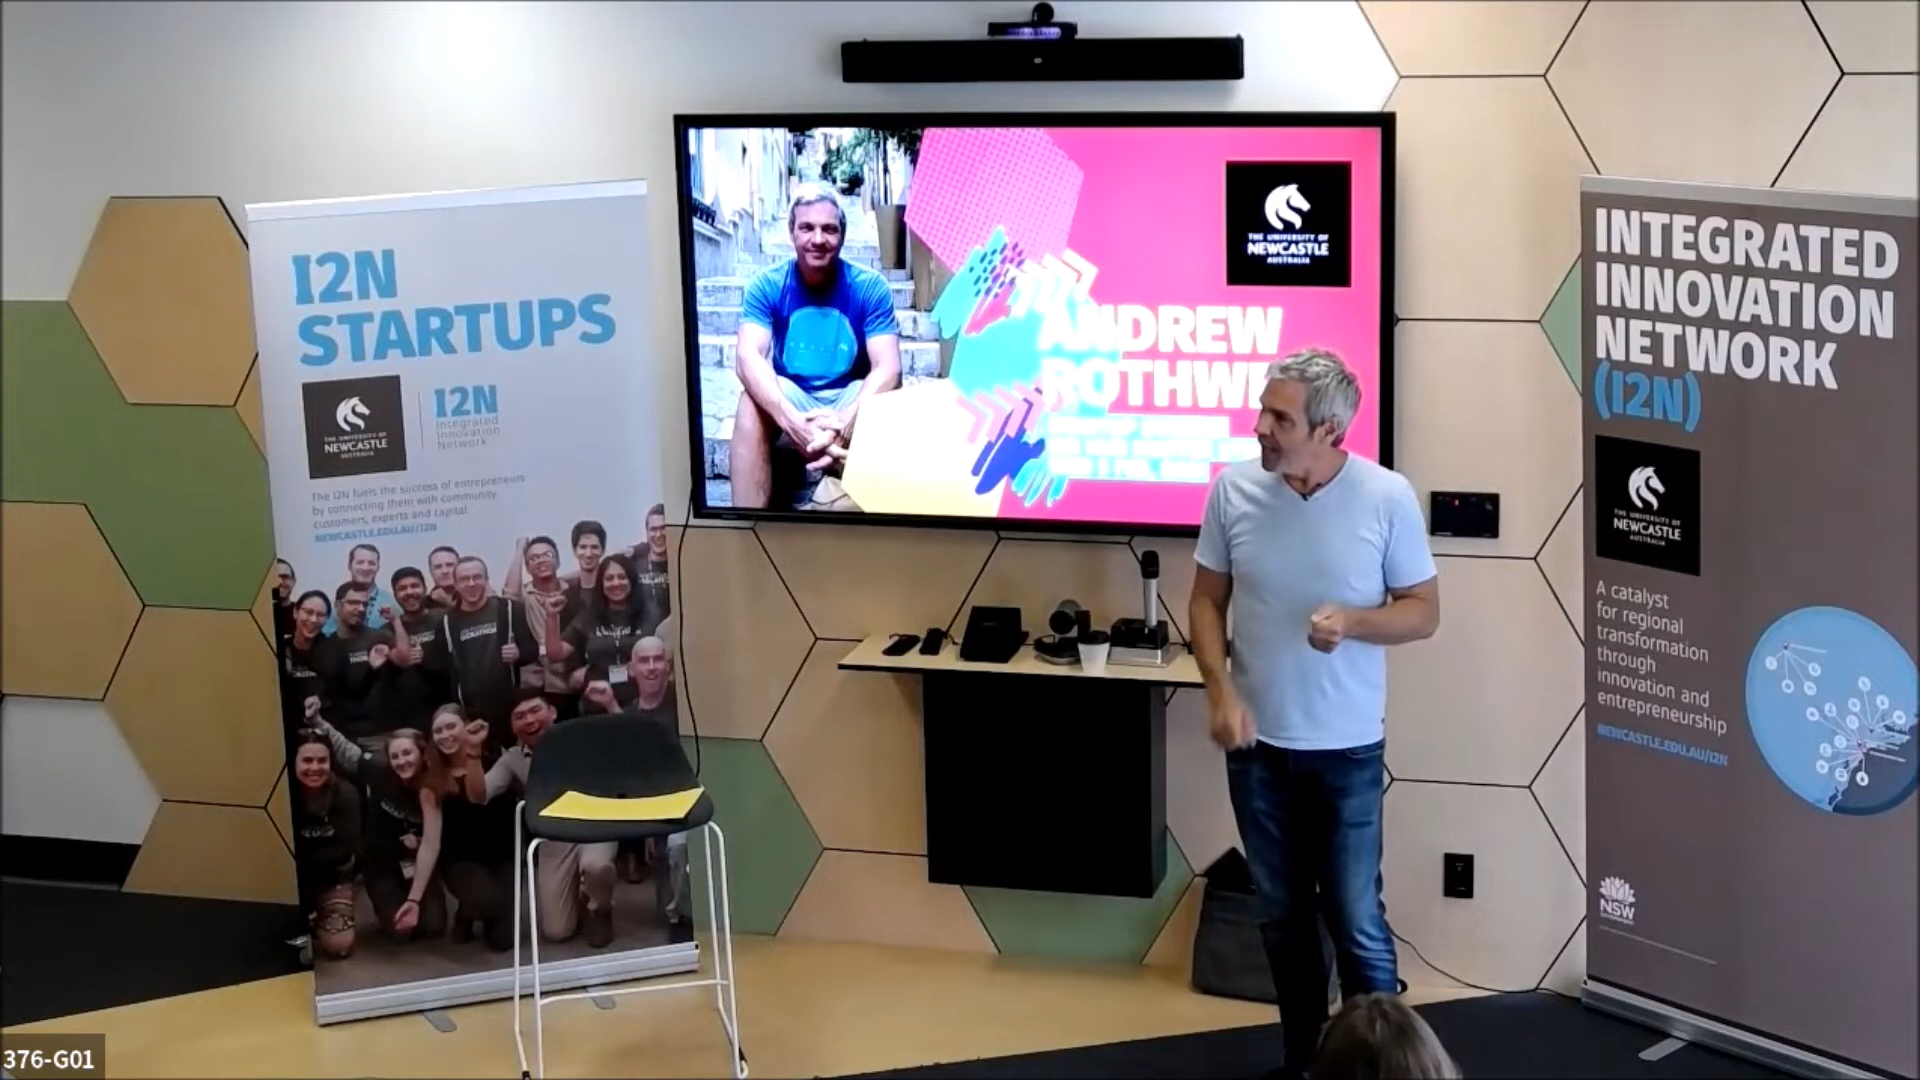 I2N
STARTUPS
THE UNIVERSITY OF
NEWCASTLE
AUSTRALIA
I2N
Integrated
Innovation
Network
The I2N fuels the success of entrepreneurs
by connecting them with community,
customers, experts and capital
NEWCASTLE.EDU.AU/I2N
THE UNIVERSITY OF
NEWCASTLE
AUSTRALIA
ANDREW
ROTHWE
INTEGRATED
INNOVATION
NETWORK
(I2N)
THE UNIVERSITY OF
NEWCASTLE
AUSTRALIA
A catalyst
for regional
transformation
through
innovation and
entrepreneurship
NEWCASTLE.EDU.AU/I2N
NSW
376-G01